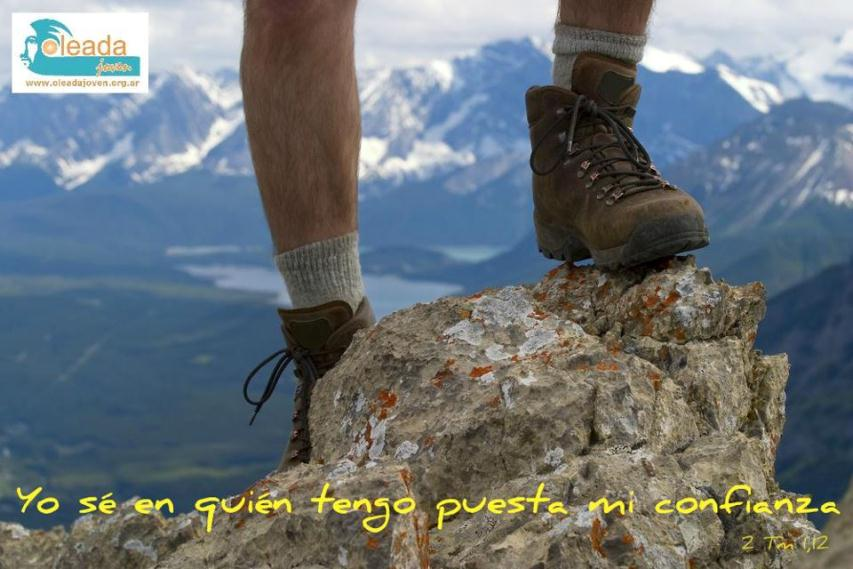 oleada
joven
www.oleadajoven.org.ar
Yo sé en quién tengo puesta mi confianza
2 Tm 1,12